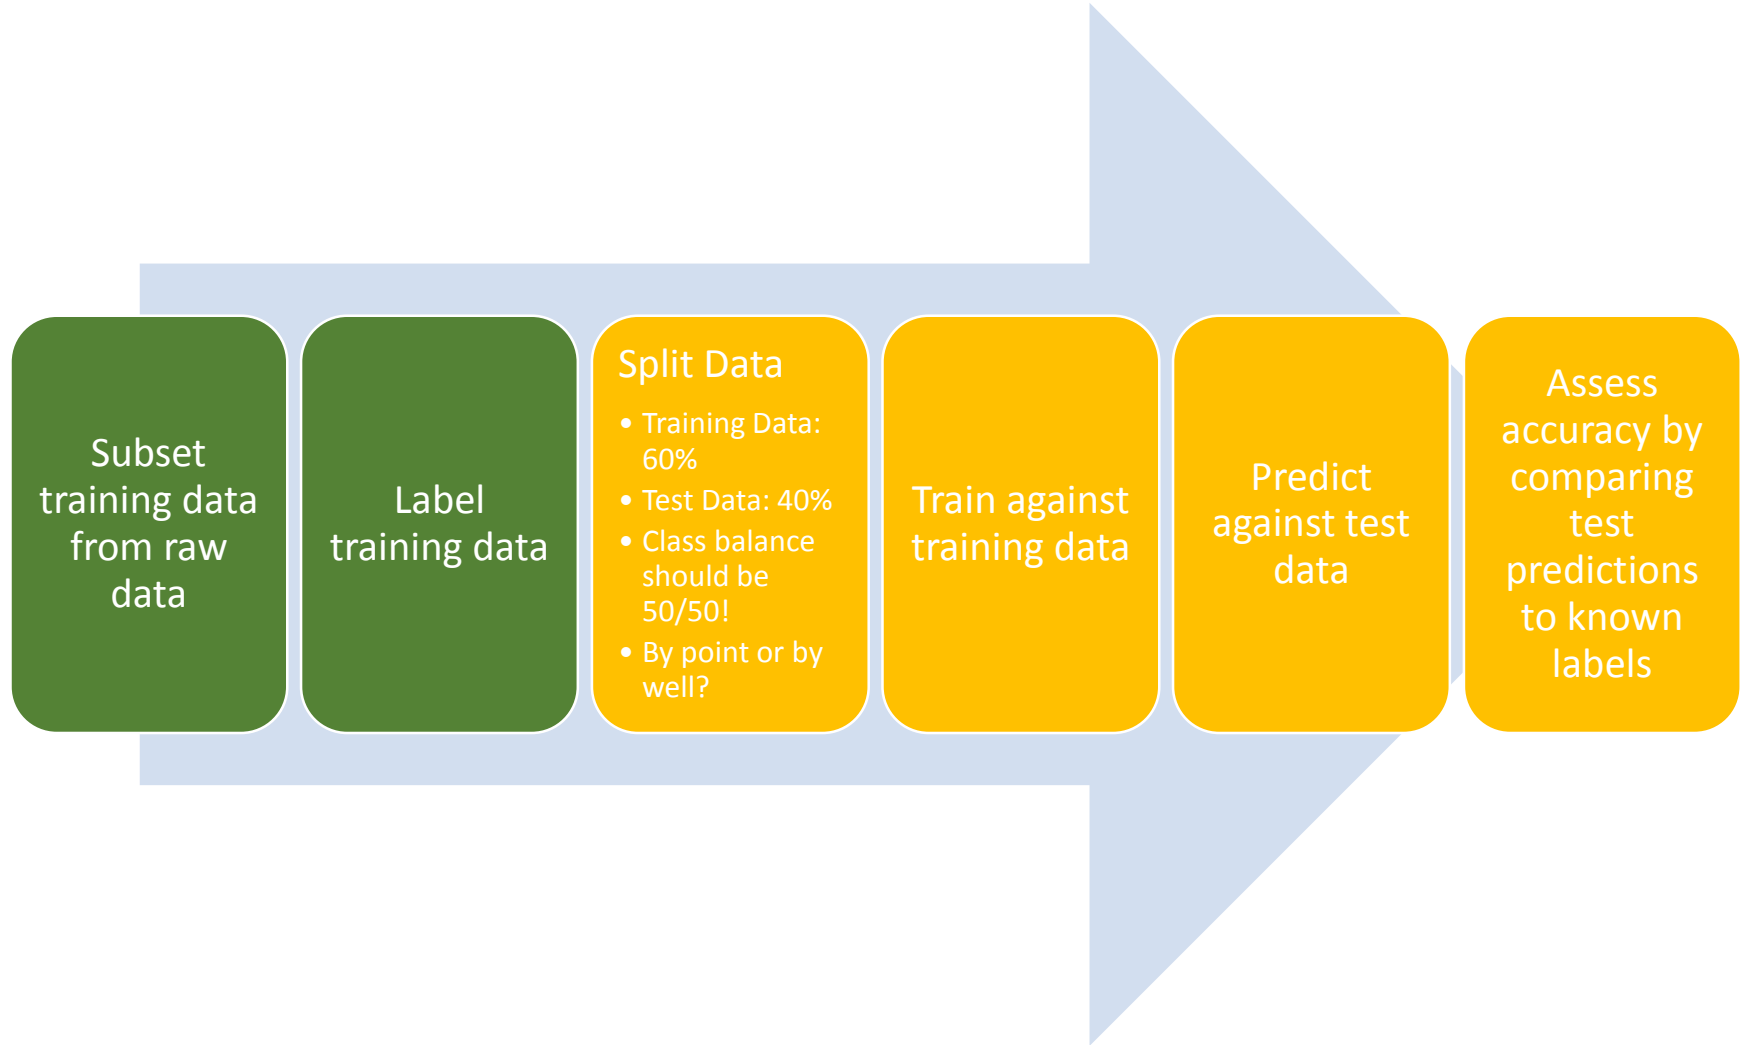 Subset
training data
from raw
data
Label
training data
Split Data
• Training Data:
60%
• Test Data: 40%
• Class balance
should be
50/50!
• By point or by
well?
Train against
training data
Predict
against test
data
Assess
accuracy by
comparing
test
predictions
to known
labels